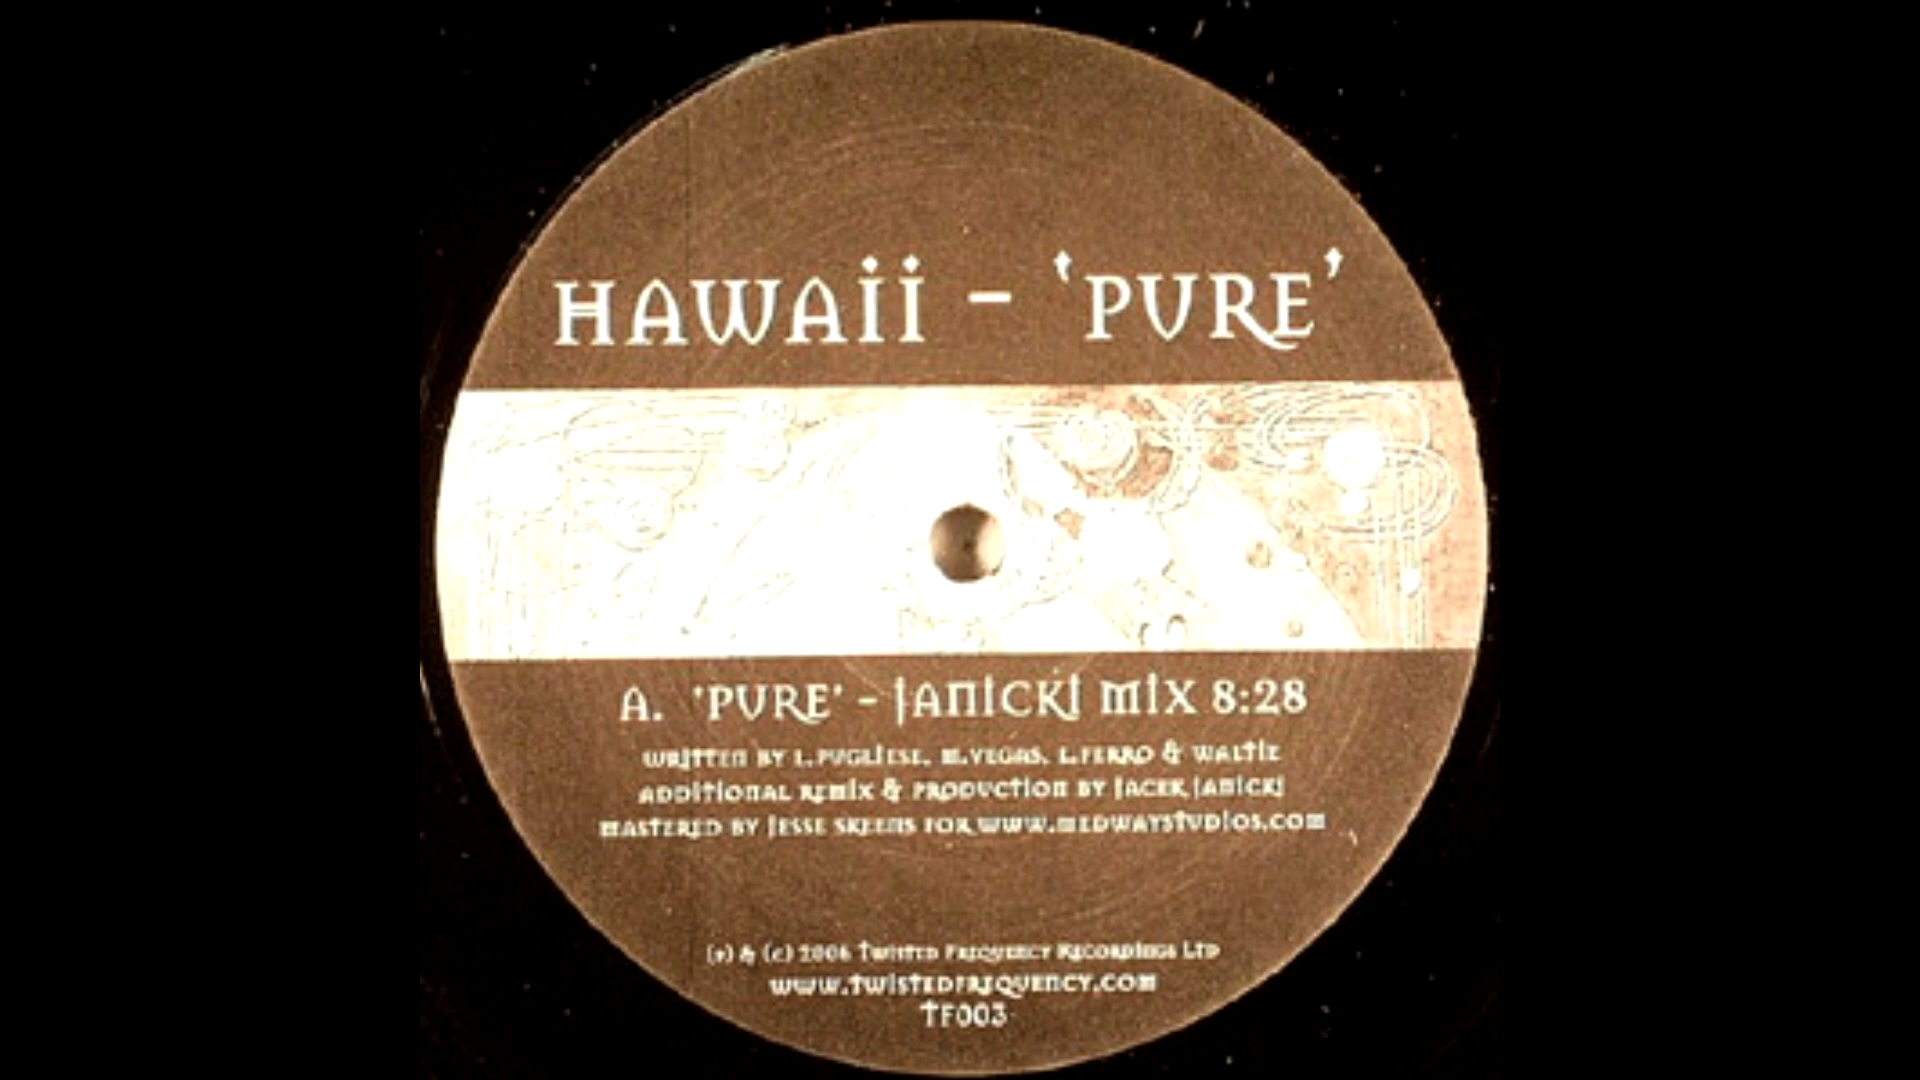 HAWAii - 'PURE'
A. 'PURE' - JANICKI MIX 8:28
WRITTEN BY L. PUGLIESE, M. VEGAS, L. FERRO & WALTIE
ADDITIONAL REMIX & PRODUCTION BY JACEK JANICKI
MASTERED BY JESSE SKEENS FOR WWW.MEDWAYSTUDIOS.COM
(P) & (C) 2006 TWISTED FREQUENCY RECORDINGS LTD
WWW.TWISTEDFREQUENCY.COM
TF003